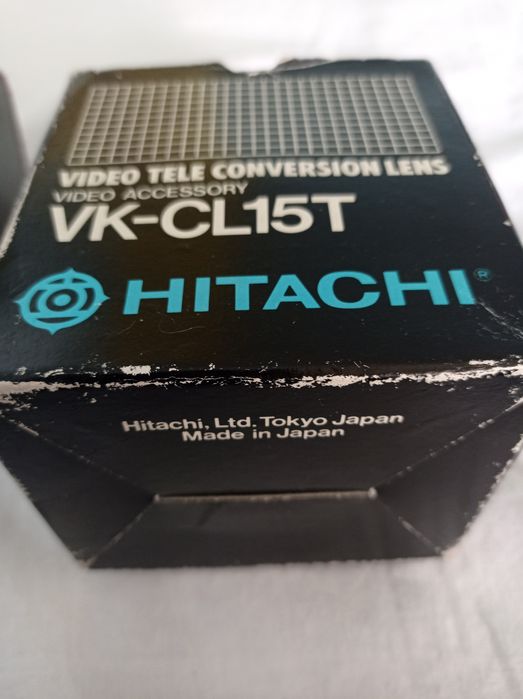 VIDEO TELE CONVERSION LENS
VIDEO ACCESSORY
VK-CL15T
HITACHI®
Hitachi, Ltd. Tokyo Japan
Made in Japan